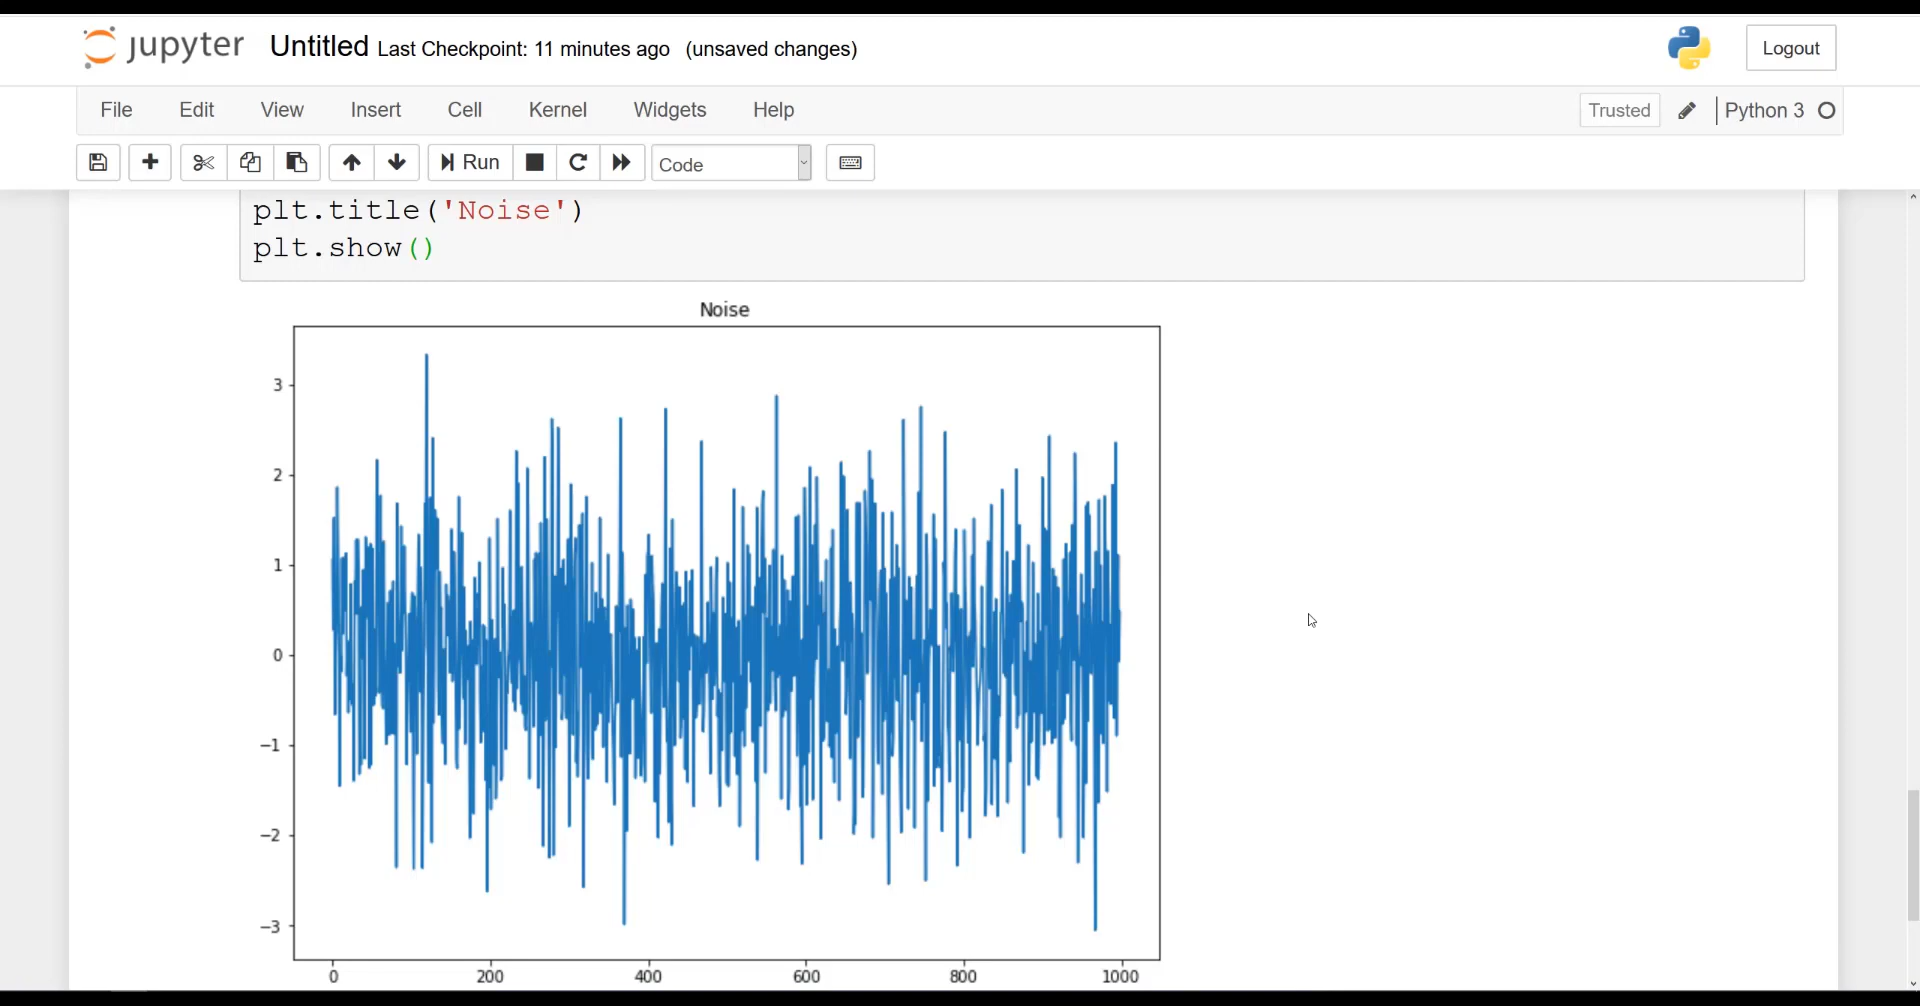 jupyter Untitled Last Checkpoint: 11 minutes ago (unsaved changes)
Logout
File Edit View Insert Cell Kernel Widgets Help
Trusted Python 3
Run Code
plt.title('Noise')
plt.show()
Noise
3
2
1
0
−1
−2
−3
0 200 400 600 800 1000